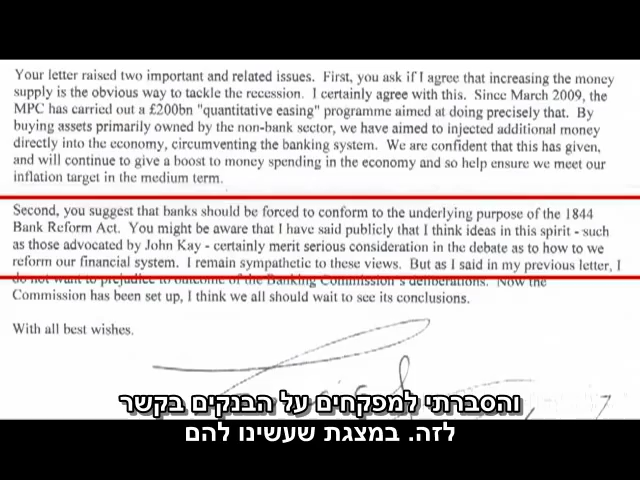 Your letter raised two important and related issues. First, you ask if I agree that increasing the money
supply is the obvious way to tackle the recession. I certainly agree with this. Since March 2009, the
MPC has carried out a £200bn "quantitative easing" programme aimed at doing precisely that. By
buying assets primarily owned by the non-bank sector, we have aimed to injected additional money
directly into the economy, circumventing the banking system. We are confident that this has given,
and will continue to give a boost to money spending in the economy and so help ensure we meet our
inflation target in the medium term.
Second, you suggest that banks should be forced to conform to the underlying purpose of the 1844
Bank Reform Act. You might be aware that I have said publicly that I think ideas in this spirit - such
as those advocated by John Kay - certainly merit serious consideration in the debate as to how to we
reform our financial system. I remain sympathetic to these views. But as I said in my previous letter, I
do not want to prejudice to outcome of the Banking Commission's deliberations. Now the
Commission has been set up, I think we all should wait to see its conclusions.
With all best wishes.
והסברתי למפקחים על הבנקים בקשר
לזה. במצגת שעשינו להם